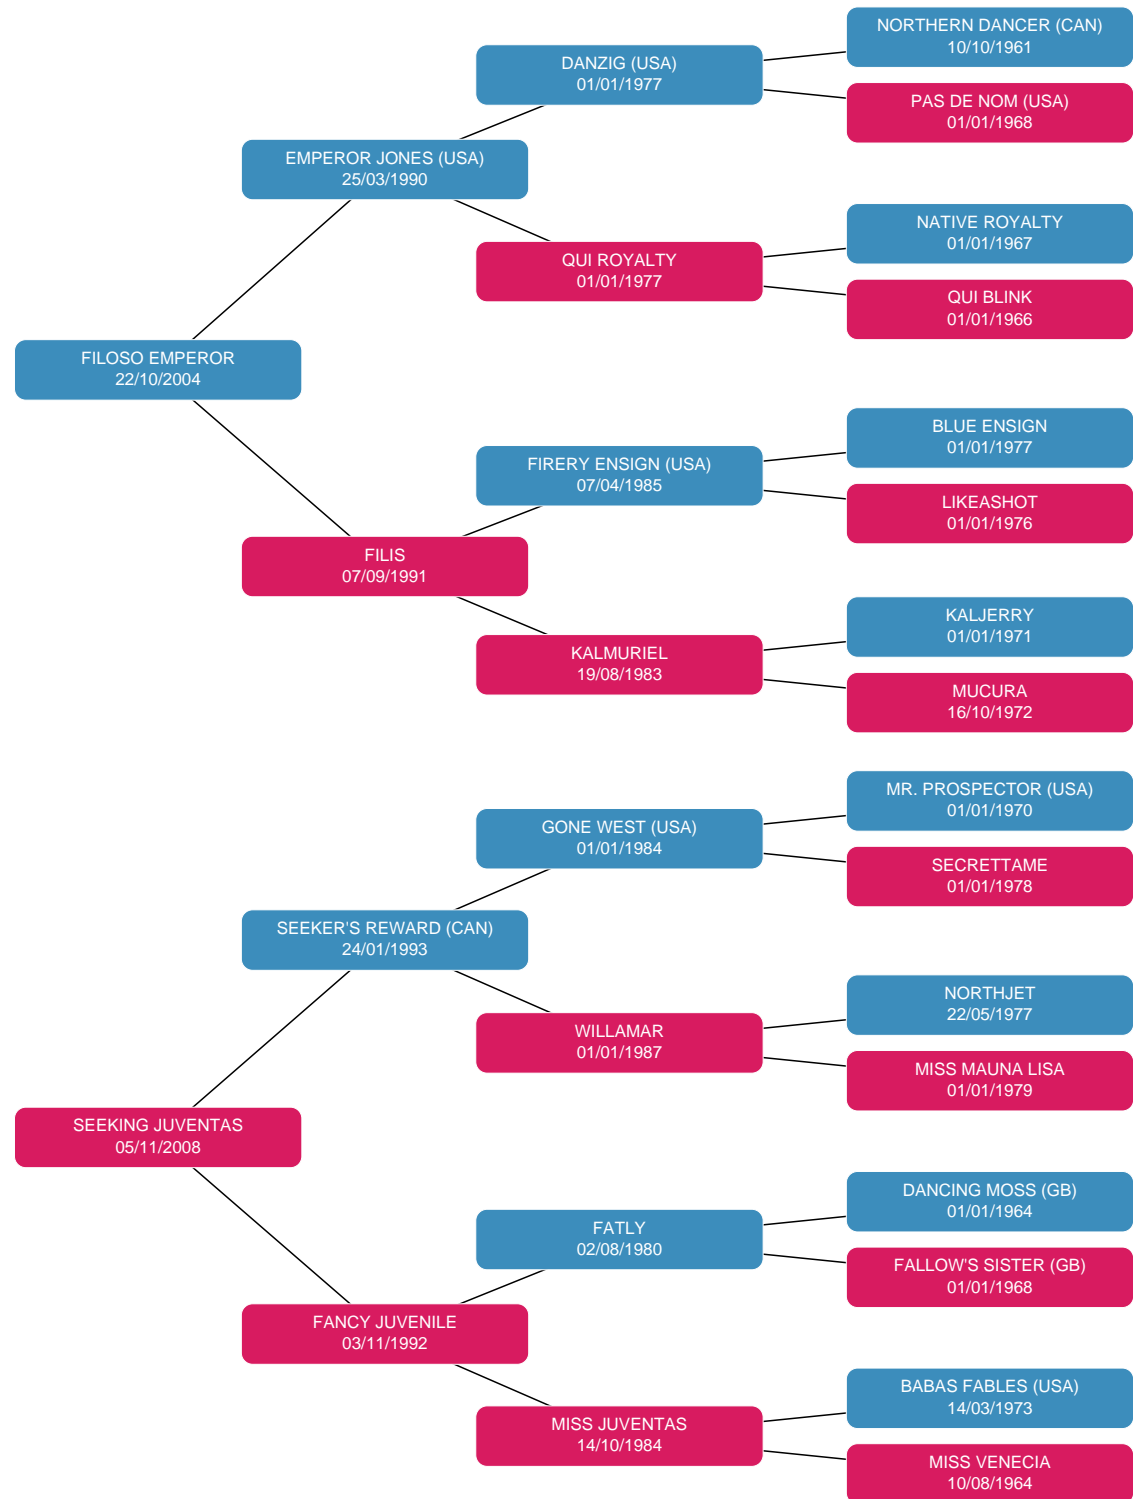 NORTHERN DANCER (CAN)
10/10/1961
DANZIG (USA)
01/01/1977
PAS DE NOM (USA)
01/01/1968
EMPEROR JONES (USA)
25/03/1990
NATIVE ROYALTY
01/01/1967
QUI ROYALTY
01/01/1977
QUI BLINK
01/01/1966
FILOSO EMPEROR
22/10/2004
BLUE ENSIGN
01/01/1977
FIRERY ENSIGN (USA)
07/04/1985
LIKEASHOT
01/01/1976
FILIS
07/09/1991
KALJERRY
01/01/1971
KALMURIEL
19/08/1983
MUCURA
16/10/1972
MR. PROSPECTOR (USA)
01/01/1970
GONE WEST (USA)
01/01/1984
SECRETTAME
01/01/1978
SEEKER'S REWARD (CAN)
24/01/1993
NORTHJET
22/05/1977
WILLAMAR
01/01/1987
MISS MAUNA LISA
01/01/1979
SEEKING JUVENTAS
05/11/2008
DANCING MOSS (GB)
01/01/1964
FATLY
02/08/1980
FALLOW'S SISTER (GB)
01/01/1968
FANCY JUVENILE
03/11/1992
BABAS FABLES (USA)
14/03/1973
MISS JUVENTAS
14/10/1984
MISS VENECIA
10/08/1964